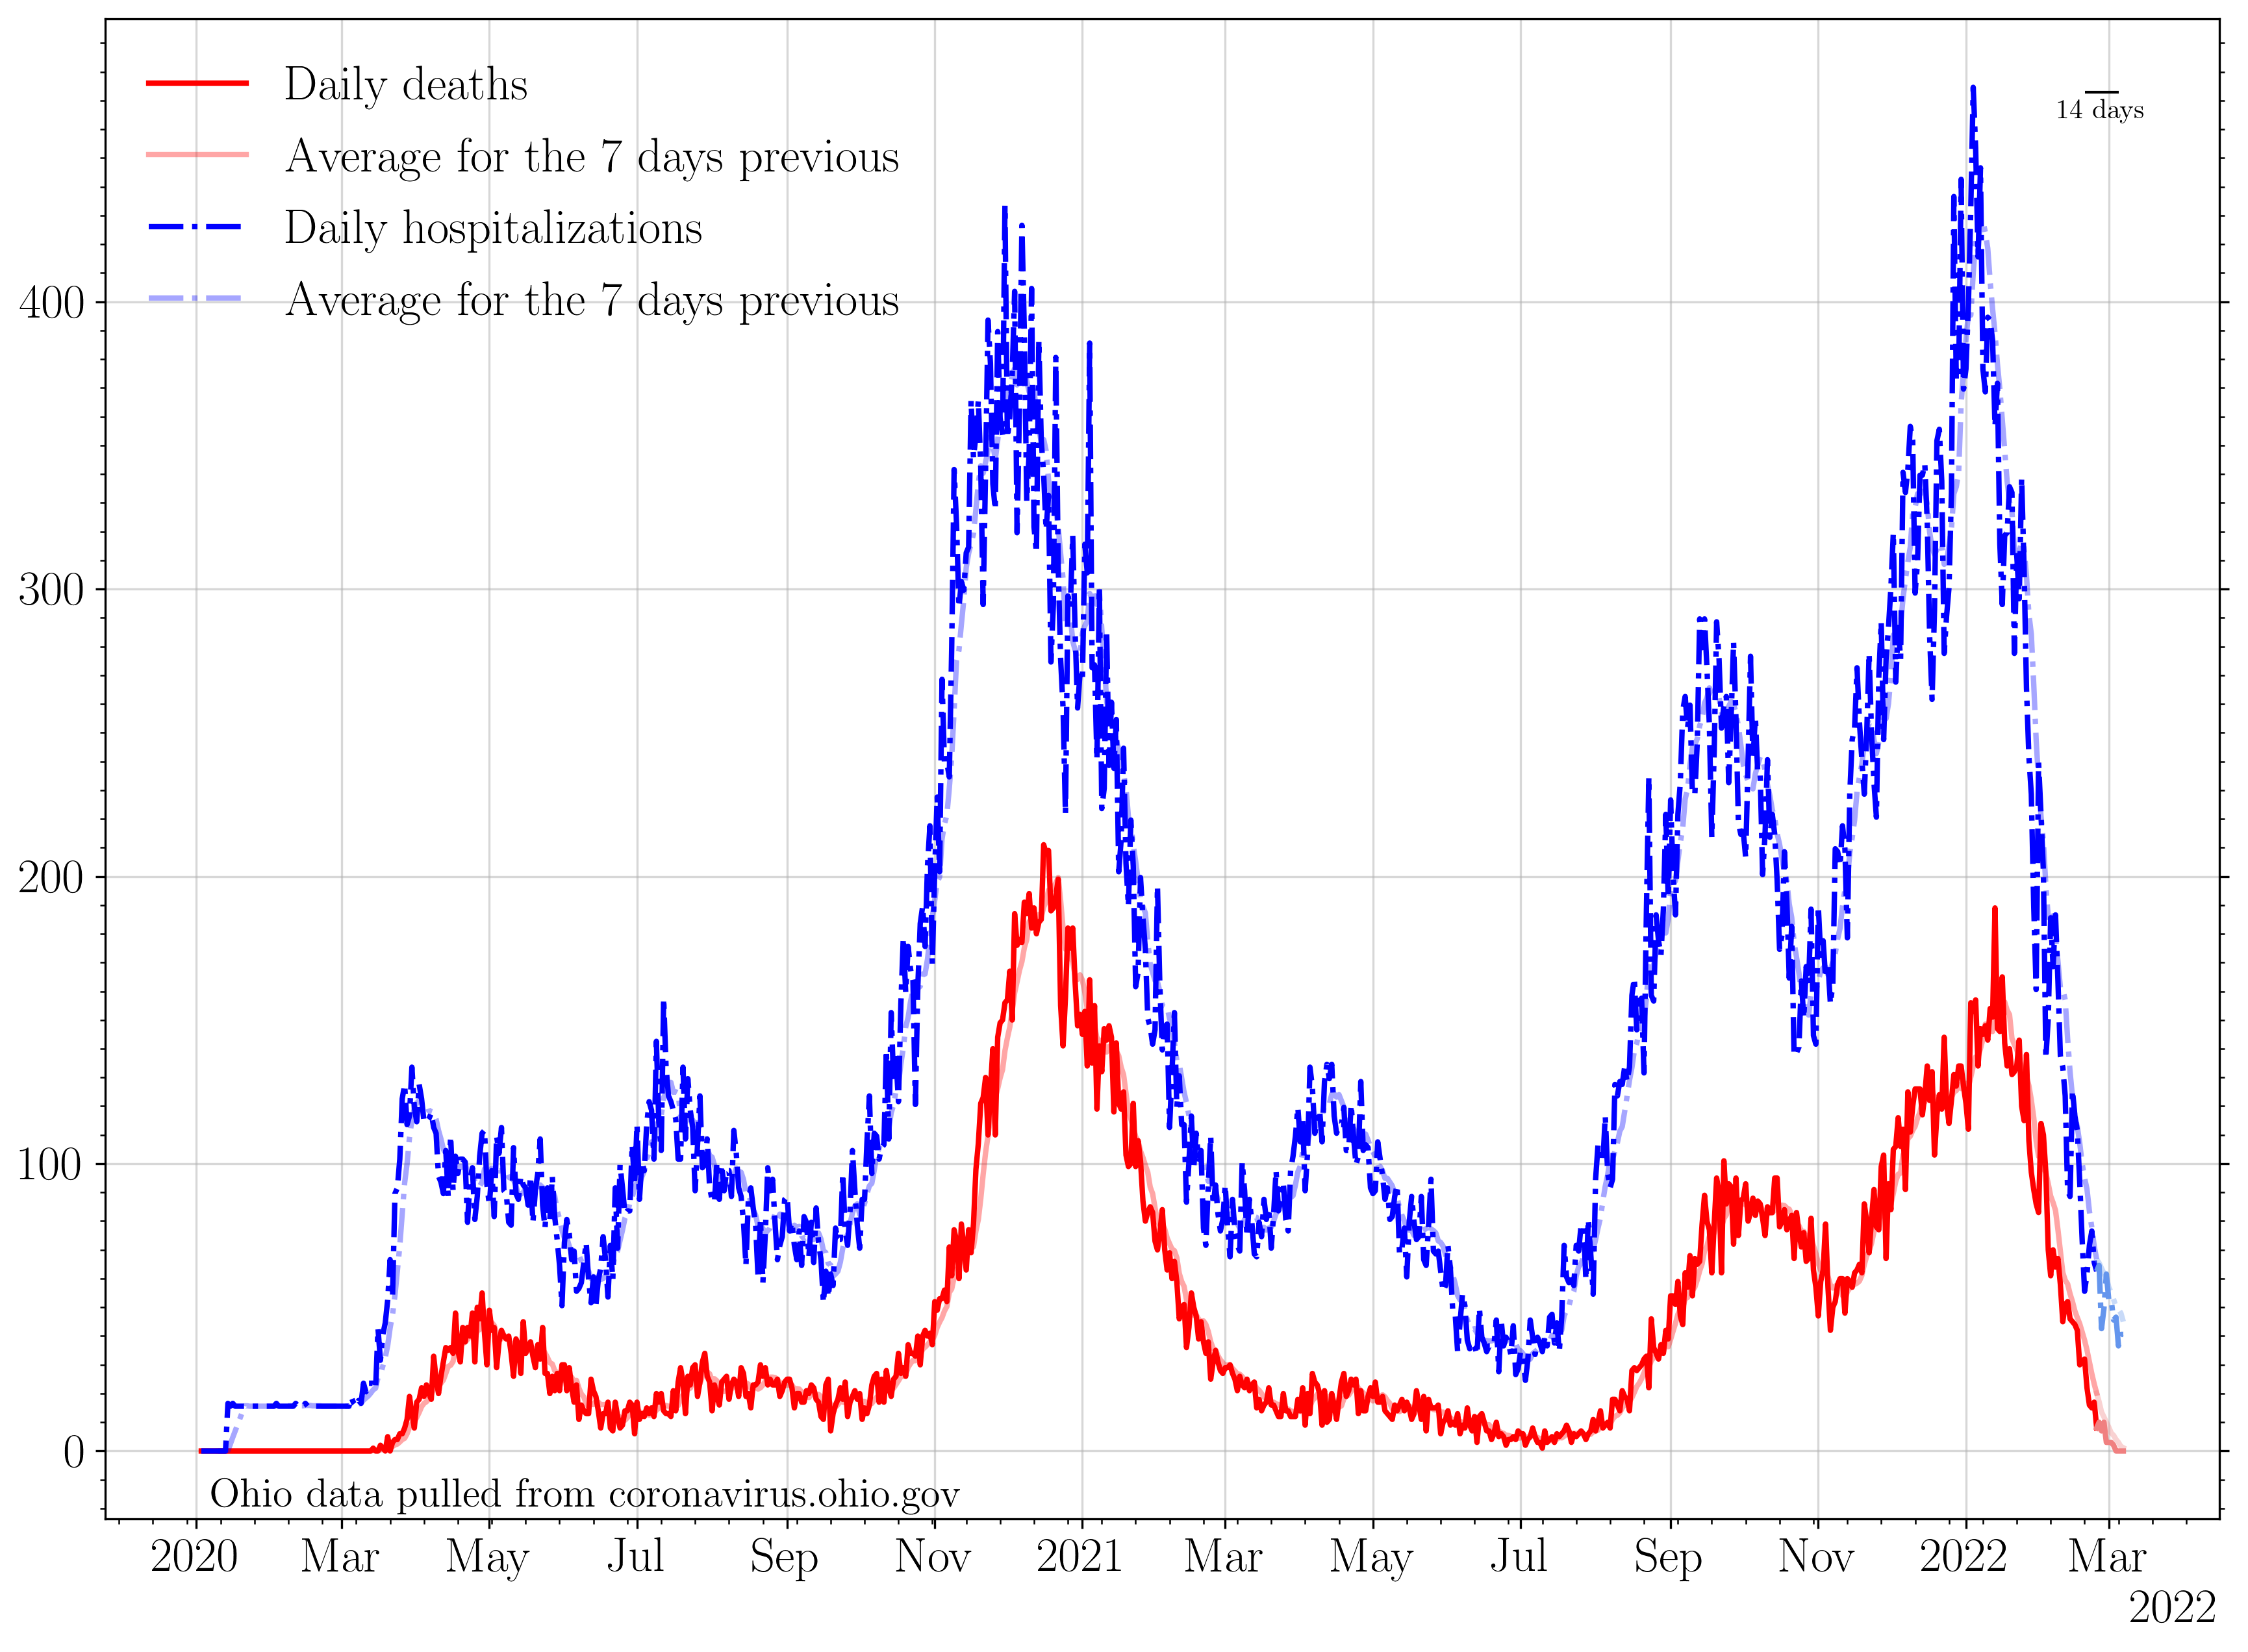 Daily deaths
Average for the 7 days previous
Daily hospitalizations
Average for the 7 days previous
14 days
400
300
200
100
0
Ohio data pulled from coronavirus.ohio.gov
2020 Mar May Jul Sep Nov 2021 Mar May Jul Sep Nov 2022 Mar
2022